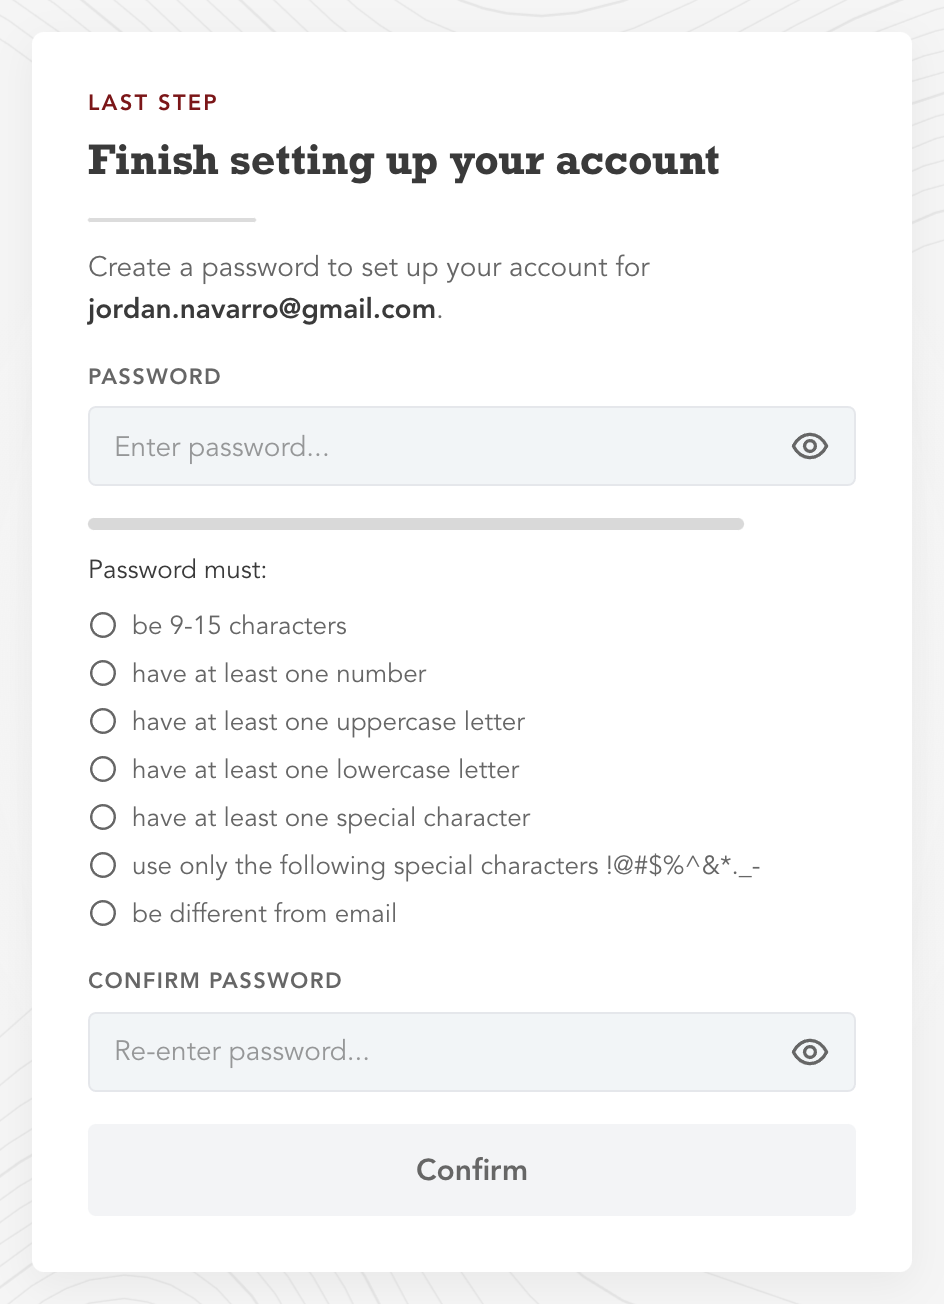 LAST STEP
Finish setting up your account
Create a password to set up your account for
jordan.navarro@gmail.com.
PASSWORD
Enter password...
Password must:
be 9-15 characters
have at least one number
have at least one uppercase letter
have at least one lowercase letter
have at least one special character
use only the following special characters !@#$%^&*._-
be different from email
CONFIRM PASSWORD
Re-enter password...
Confirm